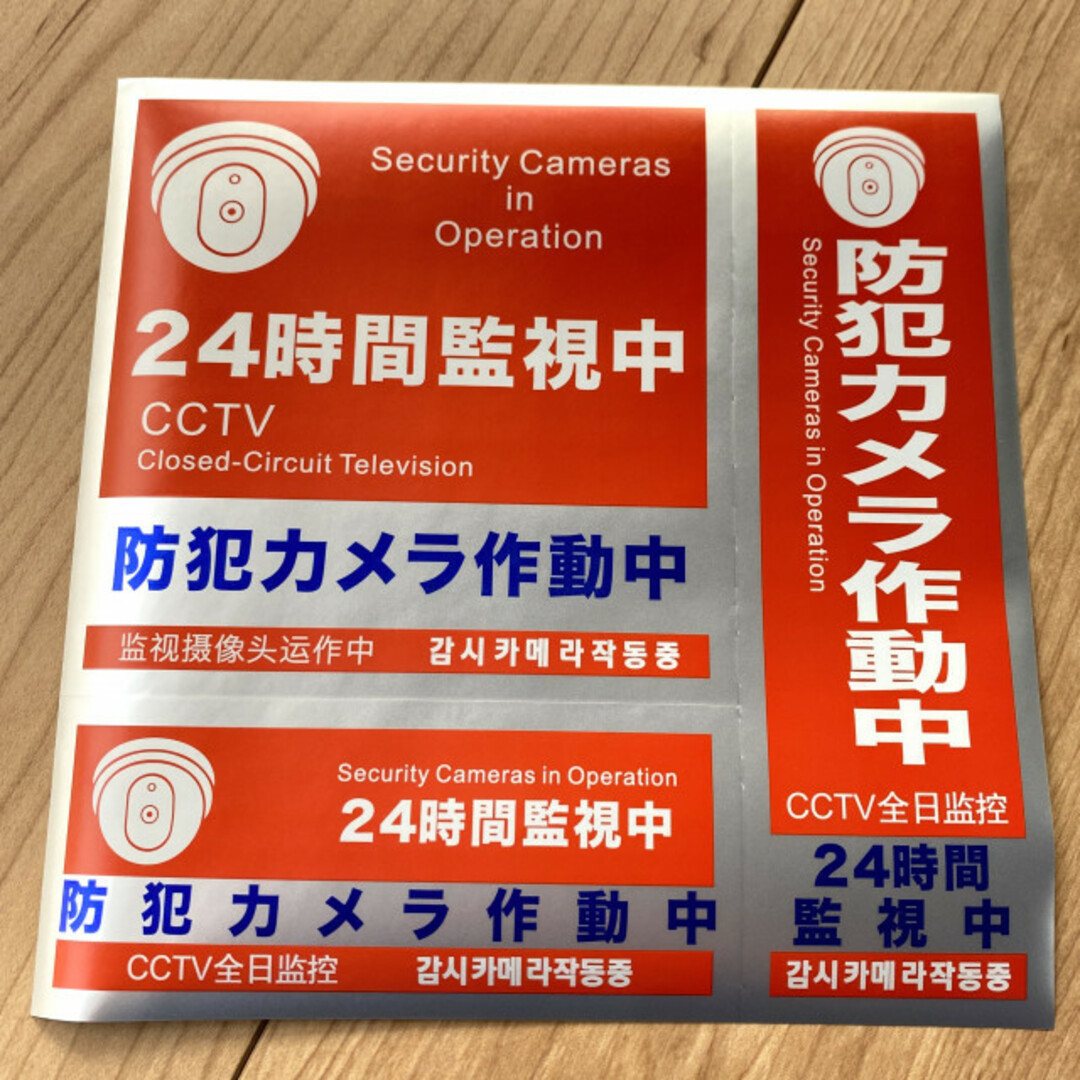 Security Cameras
in
Operation
24時間監視中
CCTV
Closed-Circuit Television
防犯カメラ作動中
监视摄像头运作中 감시카메라작동중
Security Cameras in Operation
24時間監視中
防犯カメラ作動中
CCTV全日监控 감시카메라작동중
防犯カメラ作動中
Security Cameras in Operation
CCTV全日监控
24時間
監視中
감시카메라작동중